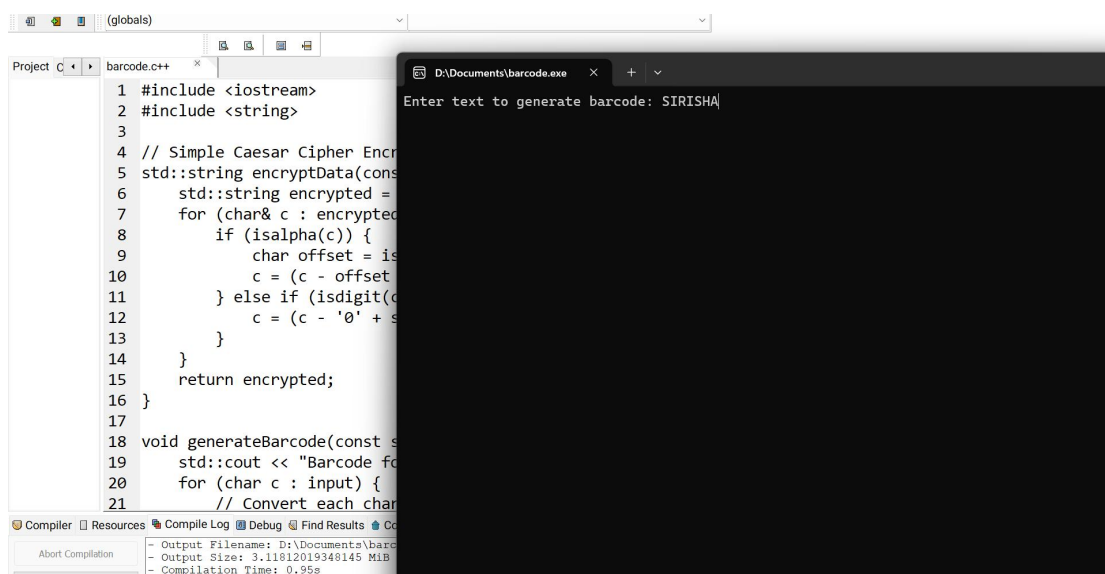 (globals)
Project C
barcode.c++
1 #include <iostream>
2 #include <string>
3
4 // Simple Caesar Cipher Encr
5 std::string encryptData(cons
6 std::string encrypted =
7 for (char& c : encrypted
8 if (isalpha(c)) {
9 char offset = is
10 c = (c - offset
11 } else if (isdigit(c
12 c = (c - '0' + s
13 }
14 }
15 return encrypted;
16 }
17
18 void generateBarcode(const s
19 std::cout << "Barcode fo
20 for (char c : input) {
21 // Convert each char
D:\Documents\barcode.exe
Enter text to generate barcode: SIRISHA
Compiler Resources Compile Log Debug Find Results Co
Abort Compilation
- Output Filename: D:\Documents\barc
- Output Size: 3.11812019348145 MiB
- Compilation Time: 0.95s